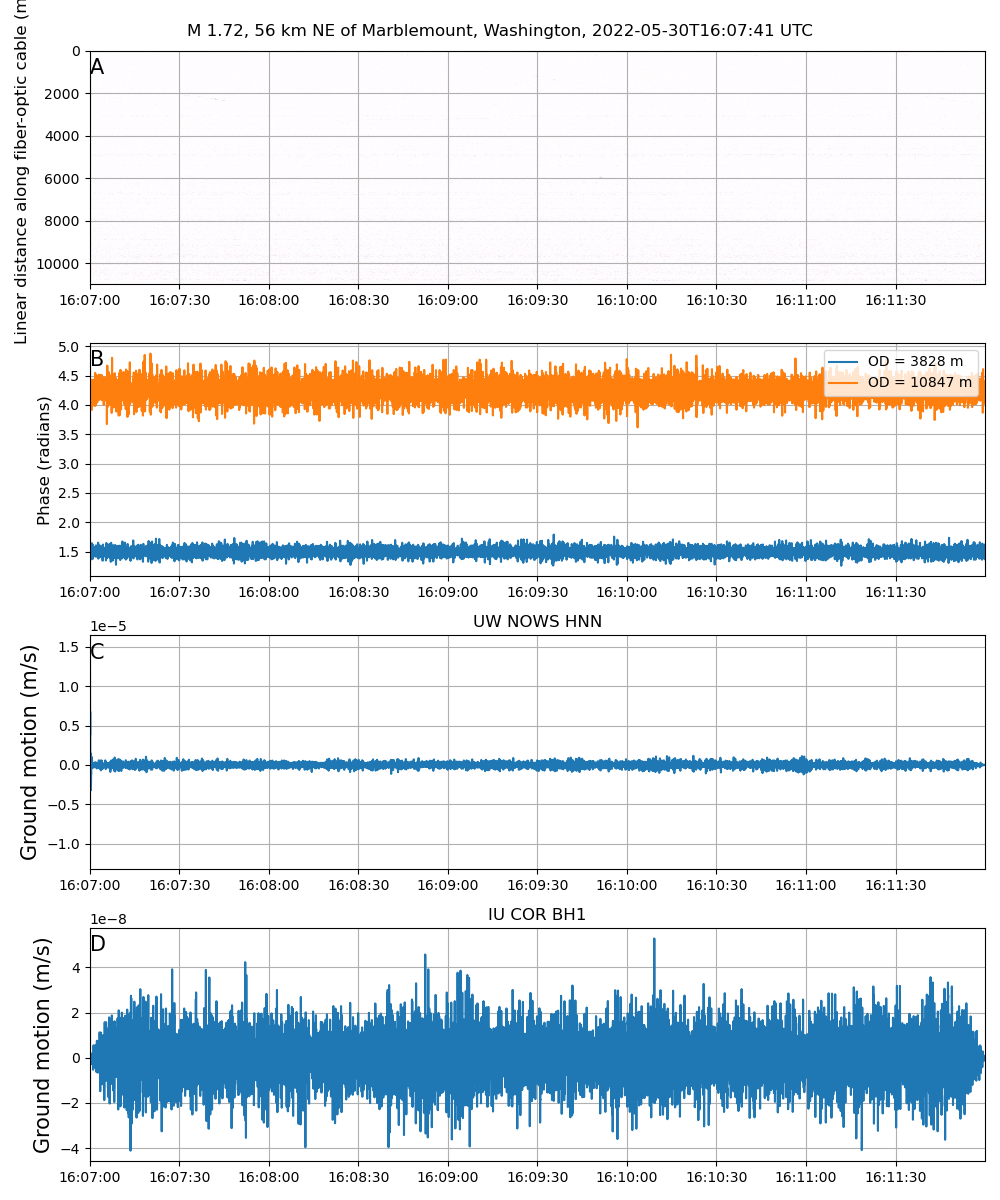 M 1.72, 56 km NE of Marblemount, Washington, 2022-05-30T16:07:41 UTC
A
Linear distance along fiber-optic cable (m
0
2000
4000
6000
8000
10000
16:07:00 16:07:30 16:08:00 16:08:30 16:09:00 16:09:30 16:10:00 16:10:30 16:11:00 16:11:30
B
Phase (radians)
5.0
4.5
4.0
3.5
3.0
2.5
2.0
1.5
OD = 3828 m
OD = 10847 m
16:07:00 16:07:30 16:08:00 16:08:30 16:09:00 16:09:30 16:10:00 16:10:30 16:11:00 16:11:30
UW NOWS HNN
1e−5
C
Ground motion (m/s)
1.5
1.0
0.5
0.0
−0.5
−1.0
16:07:00 16:07:30 16:08:00 16:08:30 16:09:00 16:09:30 16:10:00 16:10:30 16:11:00 16:11:30
IU COR BH1
1e−8
D
Ground motion (m/s)
4
2
0
−2
−4
16:07:00 16:07:30 16:08:00 16:08:30 16:09:00 16:09:30 16:10:00 16:10:30 16:11:00 16:11:30